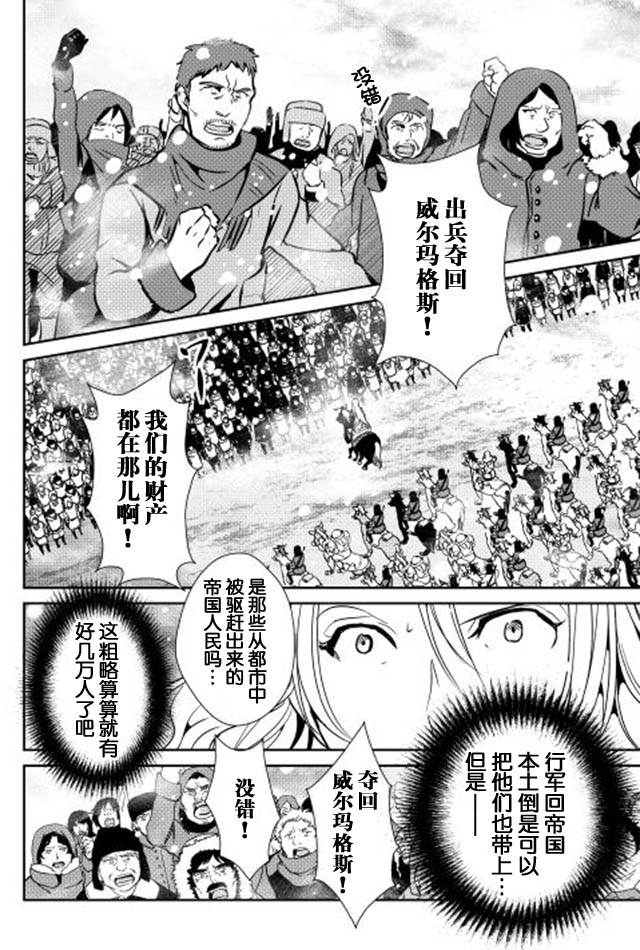 没错
出兵夺回
威尔玛格斯！
我们的财产
都在那儿啊！
是那些从都市中
被驱赶出来的
帝国人民吗…
这粗略算算就有
好几万人了吧
行军回帝国
本土倒是可以
把他们也带上…
但是——
夺回
威尔玛格斯！
没错！